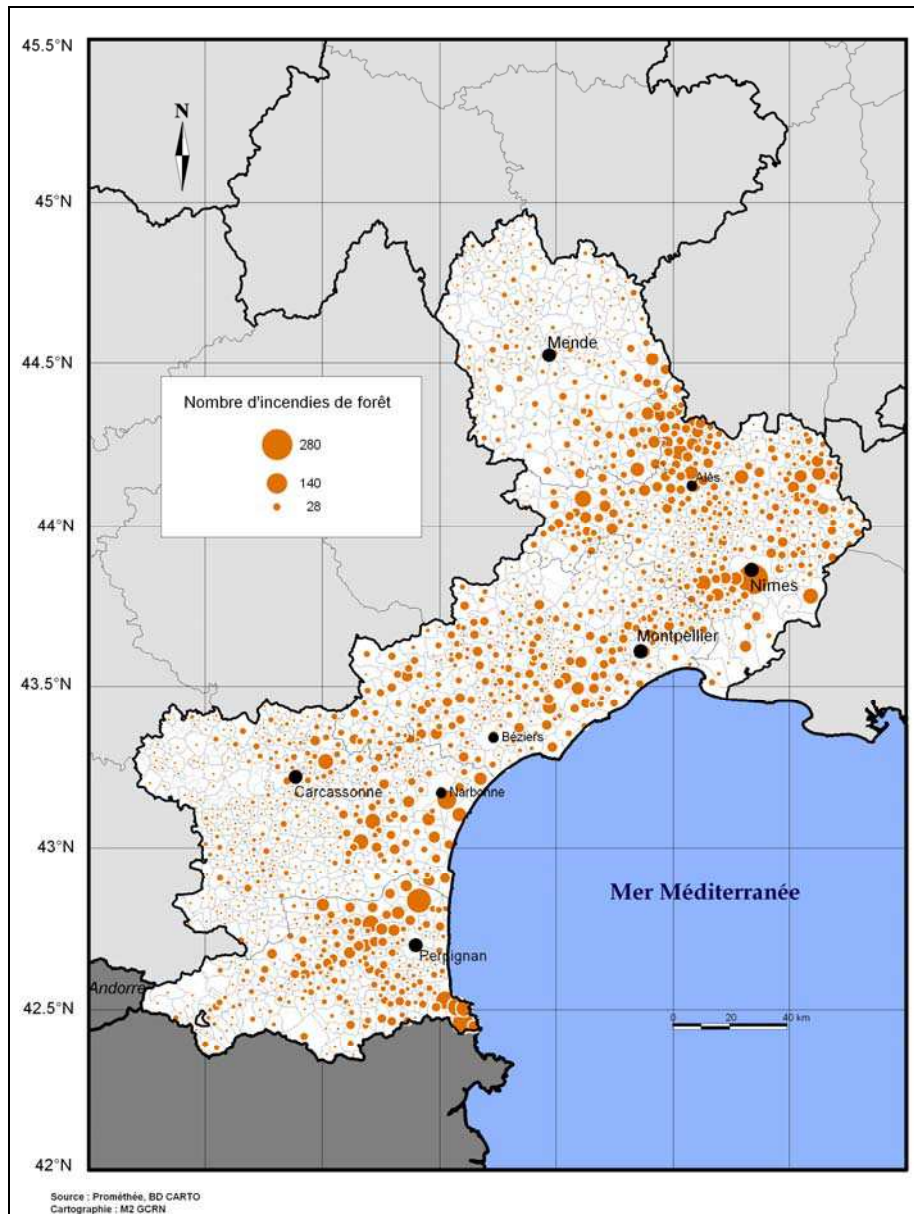 45.5°N
N
45°N
Mende
44.5°N
Nombre d'incendies de forêt
280
140
28
Alès
44°N
Nîmes
Montpellier
43.5°N
Béziers
Carcassonne
Narbonne
43°N
Mer Méditerranée
Perpignan
Andorre
42.5°N
0 20 40 km
42°N
Source : Prométhée, BD CARTO
Cartographie : M2 GCRN